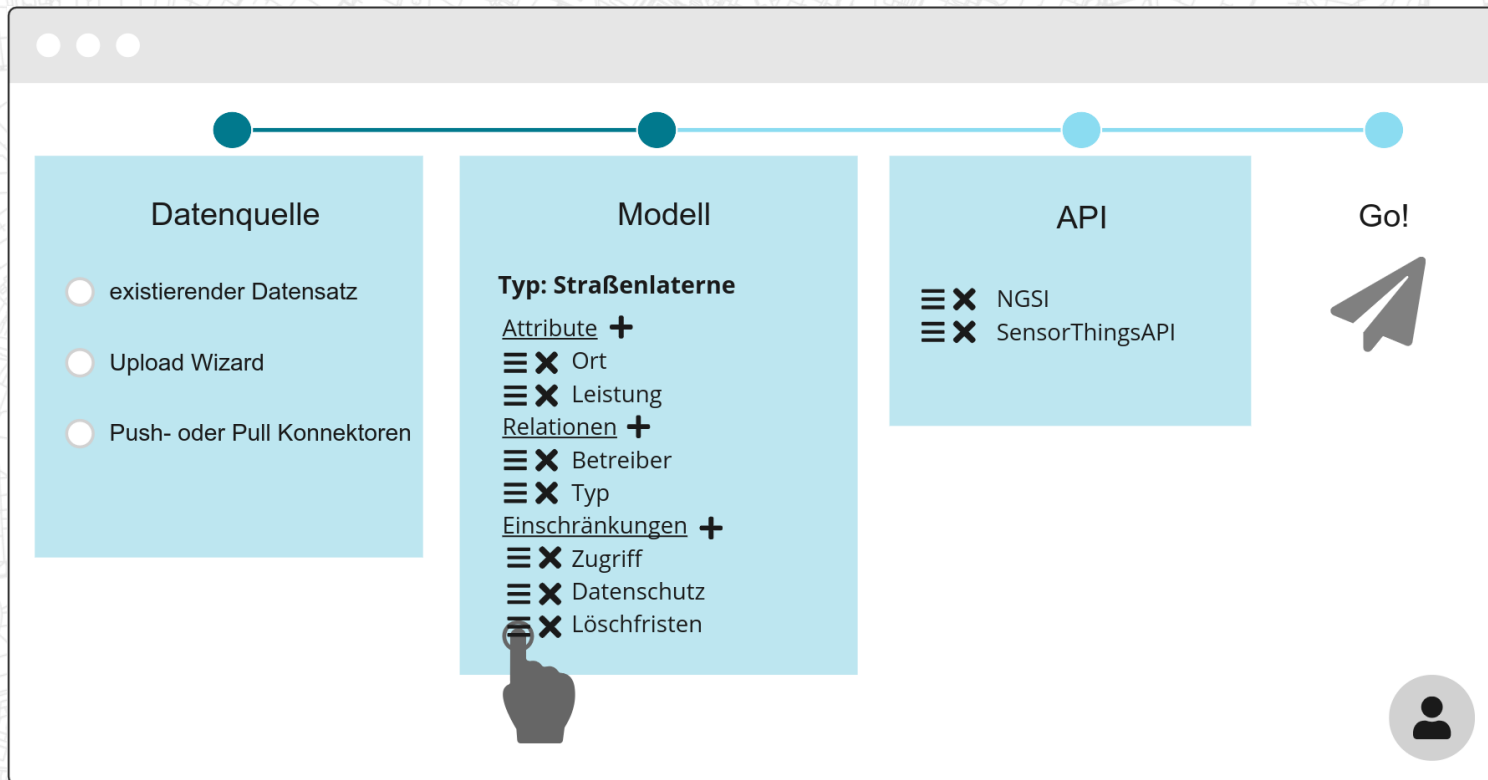 Datenquelle
existierender Datensatz
Upload Wizard
Push- oder Pull Konnektoren
Modell
Typ: Straßenlaterne
Attribute
Ort
Leistung
Relationen
Betreiber
Typ
Einschränkungen
Zugriff
Datenschutz
Löschfristen
API
NGSI
SensorThingsAPI
Go!